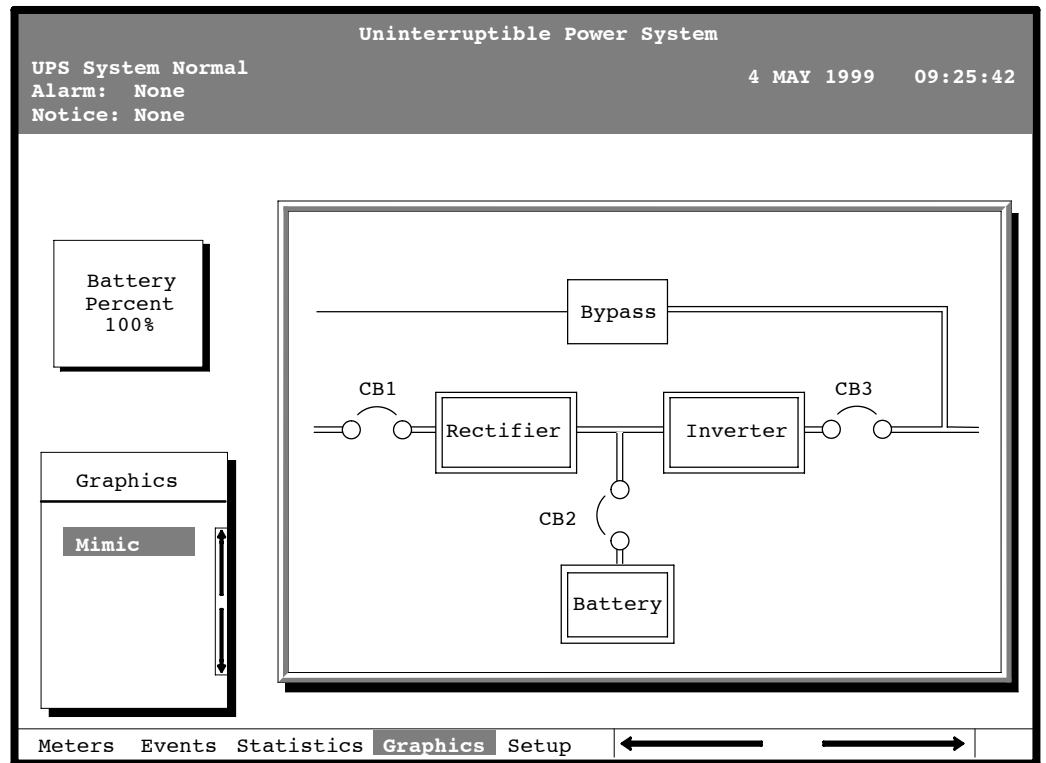 Uninterruptible Power System
UPS System Normal
4 MAY 1999 09:25:42
Alarm: None
Notice: None
Battery
Percent
100%
Bypass
CB1
CB3
Rectifier
Inverter
Graphics
CB2
Mimic
Battery
Meters Events Statistics Graphics Setup